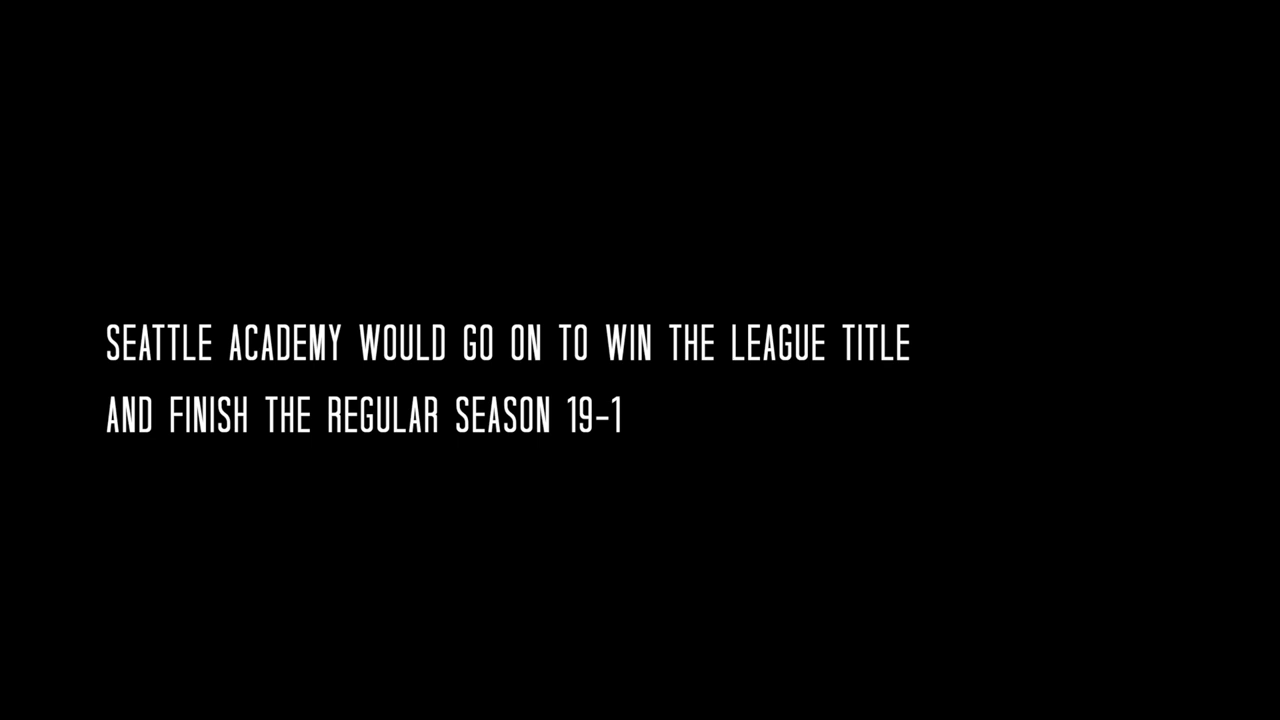 SEATTLE ACADEMY WOULD GO ON TO WIN THE LEAGUE TITLE
AND FINISH THE REGULAR SEASON 19-1